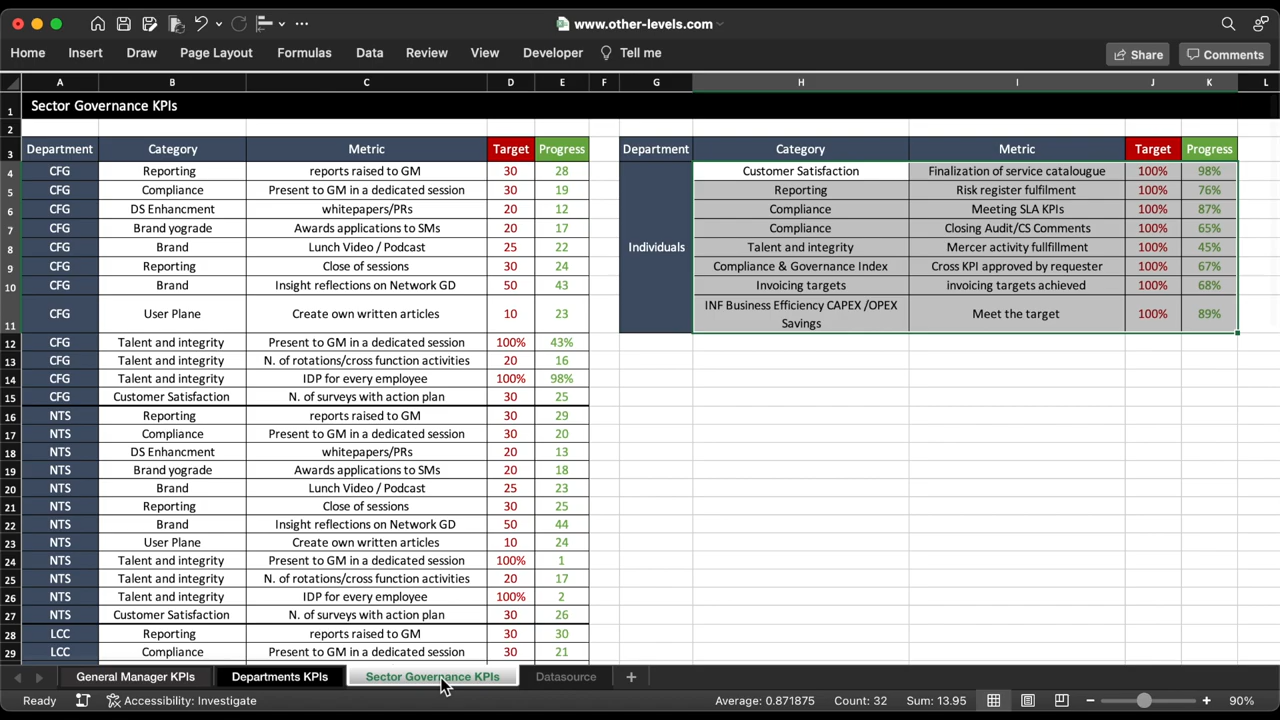 www.other-levels.com
Home Insert Draw Page Layout Formulas Data Review View Developer Tell me Share Comments
A B C D E F G H I J K L
1 Sector Governance KPIs
2
3 Department Category Metric Target Progress Department Category Metric Target Progress
4 CFG Reporting reports raised to GM 30 28 Customer Satisfaction Finalization of service catalougue 100% 98%
5 CFG Compliance Present to GM in a dedicated session 30 19 Reporting Risk register fulfilment 100% 76%
6 CFG DS Enhancment whitepapers/PRs 20 12 Compliance Meeting SLA KPIs 100% 87%
7 CFG Brand yograde Awards applications to SMs 20 17 Compliance Closing Audit/CS Comments 100% 65%
8 CFG Brand Lunch Video / Podcast 25 22 Individuals Talent and integrity Mercer activity fullfillment 100% 45%
9 CFG Reporting Close of sessions 30 24 Compliance & Governance Index Cross KPI approved by requester 100% 67%
10 CFG Brand Insight reflections on Network GD 50 43 Invoicing targets invoicing targets achieved 100% 68%
11 CFG User Plane Create own written articles 10 23 INF Business Efficiency CAPEX /OPEX
Savings Meet the target 100% 89%
12 CFG Talent and integrity Present to GM in a dedicated session 100% 43%
13 CFG Talent and integrity N. of rotations/cross function activities 20 16
14 CFG Talent and integrity IDP for every employee 100% 98%
15 CFG Customer Satisfaction N. of surveys with action plan 30 25
16 NTS Reporting reports raised to GM 30 29
17 NTS Compliance Present to GM in a dedicated session 30 20
18 NTS DS Enhancment whitepapers/PRs 20 13
19 NTS Brand yograde Awards applications to SMs 20 18
20 NTS Brand Lunch Video / Podcast 25 23
21 NTS Reporting Close of sessions 30 25
22 NTS Brand Insight reflections on Network GD 50 44
23 NTS User Plane Create own written articles 10 24
24 NTS Talent and integrity Present to GM in a dedicated session 100% 1
25 NTS Talent and integrity N. of rotations/cross function activities 20 17
26 NTS Talent and integrity IDP for every employee 100% 2
27 NTS Customer Satisfaction N. of surveys with action plan 30 26
28 LCC Reporting reports raised to GM 30 30
29 LCC Compliance Present to GM in a dedicated session 30 21
General Manager KPIs Departments KPIs Sector Governance KPIs Datasource
Ready Accessibility: Investigate Average: 0.871875 Count: 32 Sum: 13.95 90%